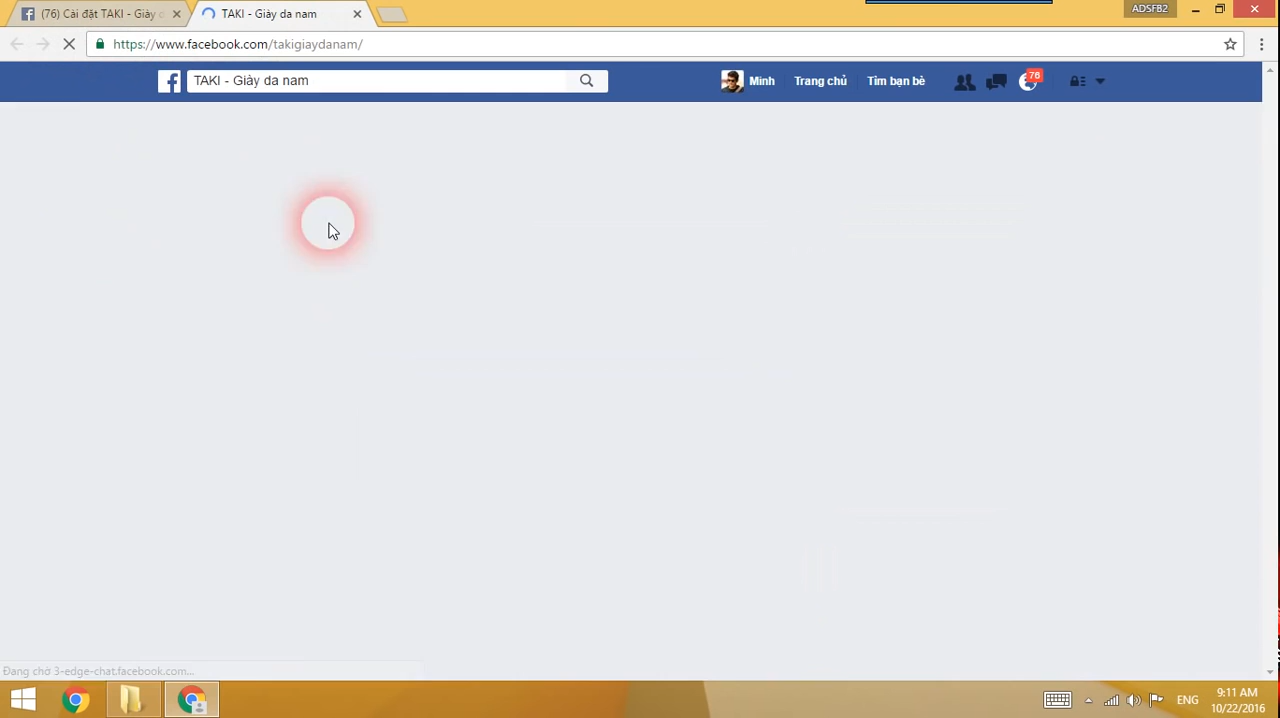 (76) Cài đặt TAKI - Giày d
TAKI - Giày da nam
ADSFB2
https://www.facebook.com/takigiaydanam/
TAKI - Giày da nam
Minh
Trang chủ
Tìm bạn bè
76
Đang chờ 3-edge-chat.facebook.com...
ENG
9:11 AM
10/22/2016